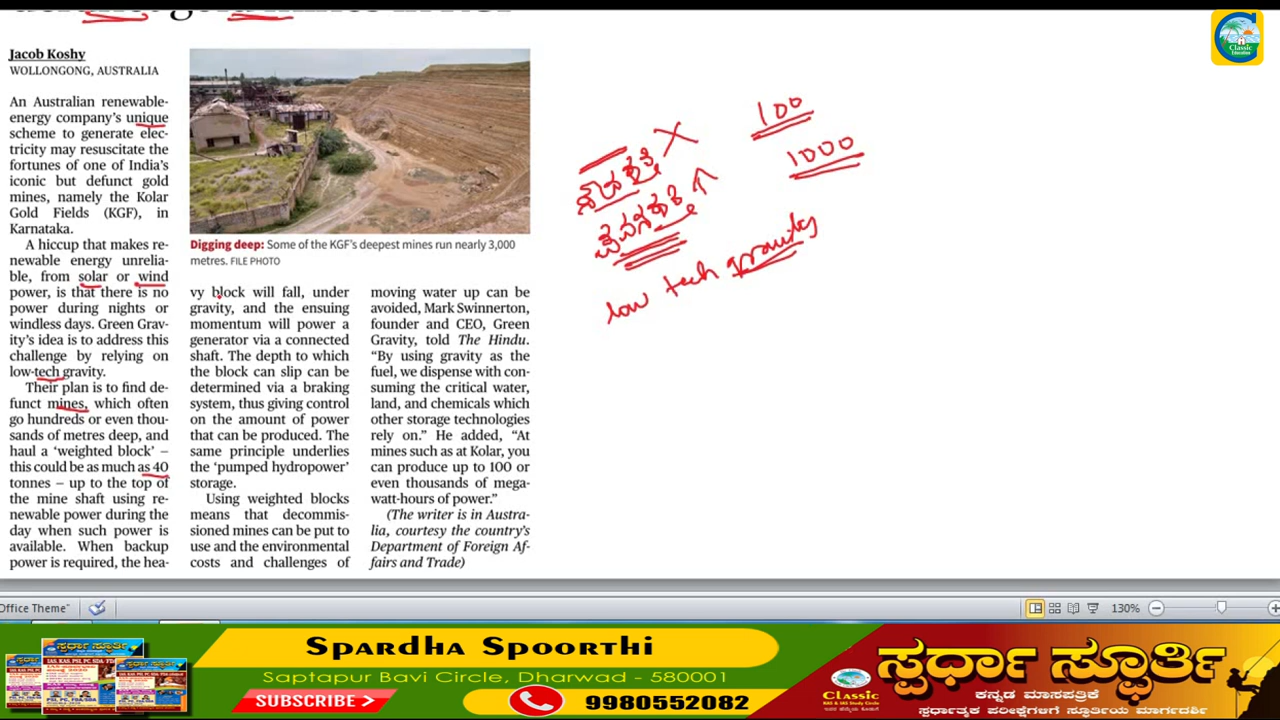 Jacob Koshy
WOLLONGONG, AUSTRALIA
An Australian renewable-
energy company's unique
scheme to generate elec-
tricity may resuscitate the
fortunes of one of India's
iconic but defunct gold
mines, namely the Kolar
Gold Fields (KGF), in
Karnataka.
A hiccup that makes re-
newable energy unrelia-
ble, from solar or wind
power, is that there is no
power during nights or
windless days. Green Grav-
ity's idea is to address this
challenge by relying on
low-tech gravity.
Their plan is to find de-
funct mines, which often
go hundreds or even thou-
sands of metres deep, and
haul a 'weighted block' –
this could be as much as 40
tonnes – up to the top of
the mine shaft using re-
newable power during the
day when such power is
available. When backup
power is required, the hea-
Digging deep: Some of the KGF's deepest mines run nearly 3,000
metres. FILE PHOTO
vy block will fall, under
gravity, and the ensuing
momentum will power a
generator via a connected
shaft. The depth to which
the block can slip can be
determined via a braking
system, thus giving control
on the amount of power
that can be produced. The
same principle underlies
the 'pumped hydropower'
storage.
Using weighted blocks
means that decommis-
sioned mines can be put to
use and the environmental
costs and challenges of
moving water up can be
avoided, Mark Swinnerton,
founder and CEO, Green
Gravity, told The Hindu.
"By using gravity as the
fuel, we dispense with con-
suming the critical water,
land, and chemicals which
other storage technologies
rely on." He added, "At
mines such as at Kolar, you
can produce up to 100 or
even thousands of mega-
watt-hours of power."
(The writer is in Austra-
lia, courtesy the country's
Department of Foreign Af-
fairs and Trade)
100
1000
low tech gravity
Classic
Education
Office Theme"
130%
Spardha Spoorthi
Saptapur Bavi Circle, Dharwad - 580001
SUBSCRIBE
9980552082
ಸ್ಪರ್ಧಾ ಸ್ಫೂರ್ತಿ
ಕನ್ನಡ ಮಾಸಪತ್ರಿಕೆ
ಸ್ಪರ್ಧಾತ್ಮಕ ಪರೀಕ್ಷೆಗಳಿಗೆ ಸ್ಫೂರ್ತಿಯ ಮಾರ್ಗದರ್ಶಿ
Classic